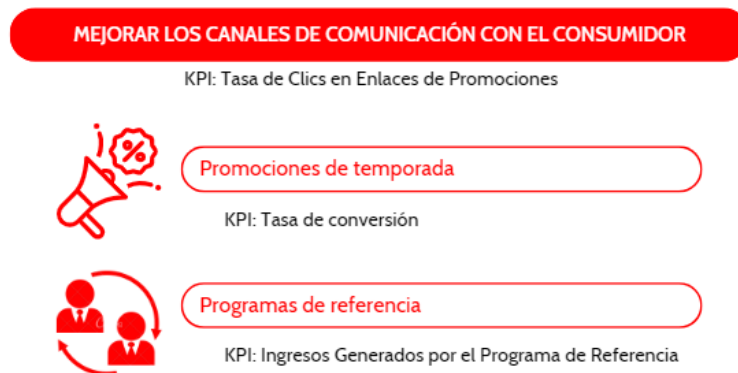 MEJORAR LOS CANALES DE COMUNICACIÓN CON EL CONSUMIDOR
KPI: Tasa de Clics en Enlaces de Promociones
%
Promociones de temporada
KPI: Tasa de conversión
Programas de referencia
KPI: Ingresos Generados por el Programa de Referencia